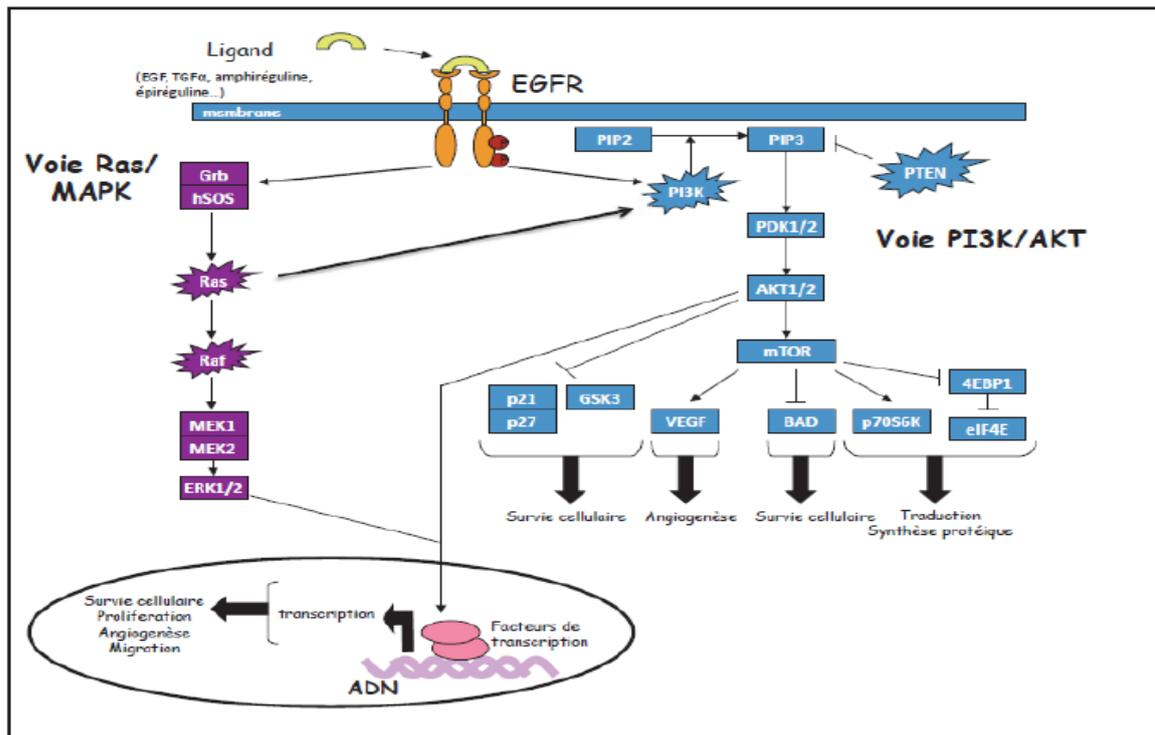 Ligand
(EGF, TGFα, amphiréguline,
épiréguline...)
EGFR
membrane
Voie Ras/
MAPK
Grb
hSOS
Ras
Raf
MEK1
MEK2
ERK1/2
PIP2
PIP3
PI3K
PTEN
PDK1/2
Voie PI3K/AKT
AKT1/2
mTOR
p21
p27
GSK3
VEGF
BAD
p70S6K
4EBP1
eIF4E
Survie cellulaire
Angiogenèse
Survie cellulaire
Traduction
Synthèse protéique
Survie cellulaire
Proliferation
Angiogenèse
Migration
transcription
Facteurs de
transcription
ADN